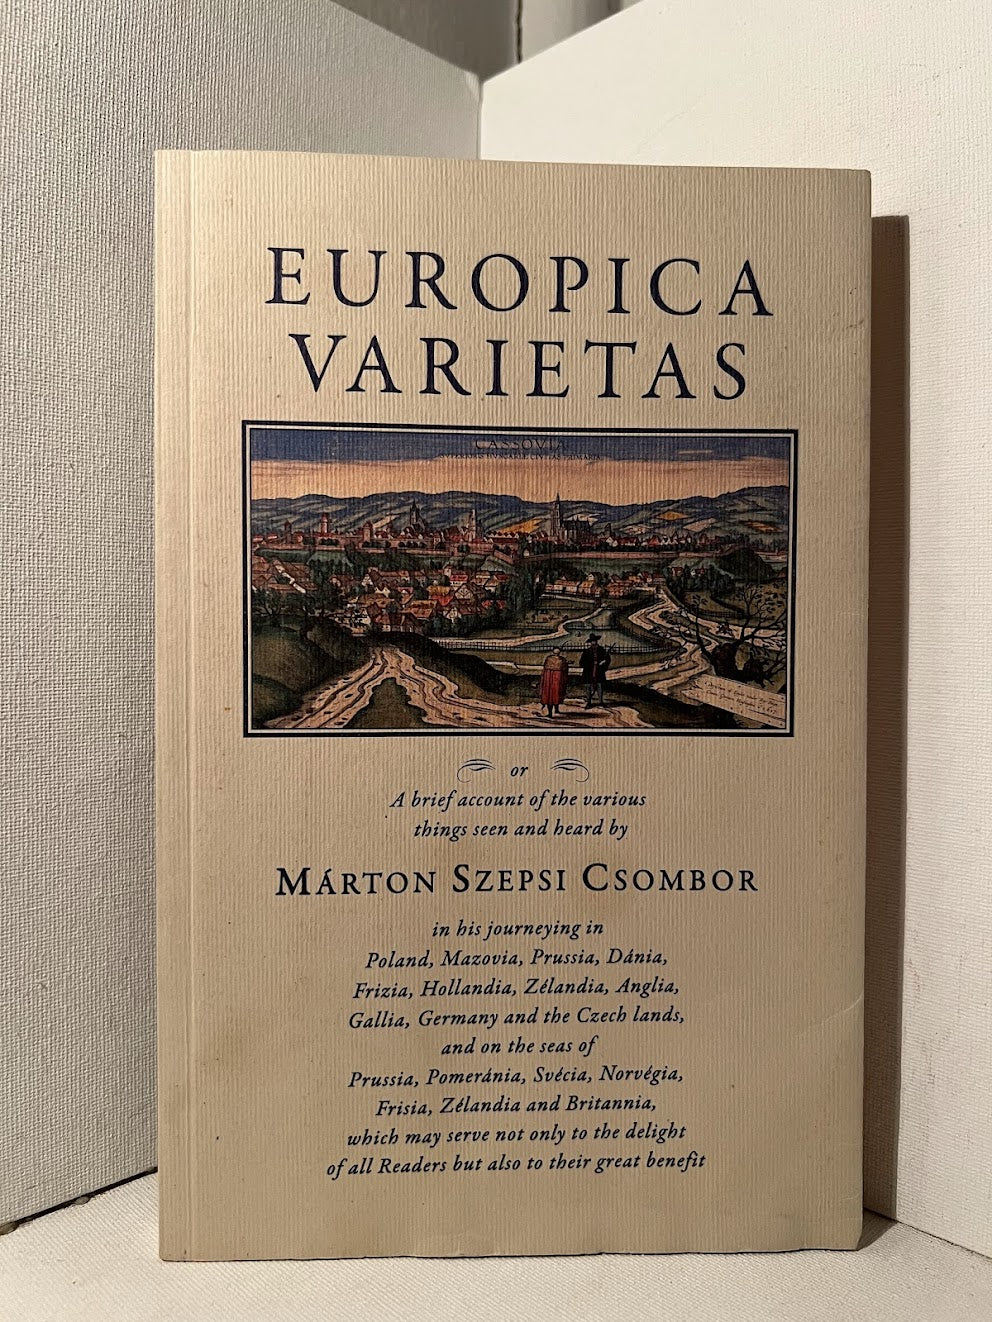 EUROPICA
VARIETAS
CASSOVIA
or
A brief account of the various
things seen and heard by
MÁRTON SZEPSI CSOMBOR
in his journeying in
Poland, Mazovia, Prussia, Dánia,
Frizia, Hollandia, Zélandia, Anglia,
Gallia, Germany and the Czech lands,
and on the seas of
Prussia, Pomeránia, Svécia, Norvégia,
Frisia, Zélandia and Britannia,
which may serve not only to the delight
of all Readers but also to their great benefit